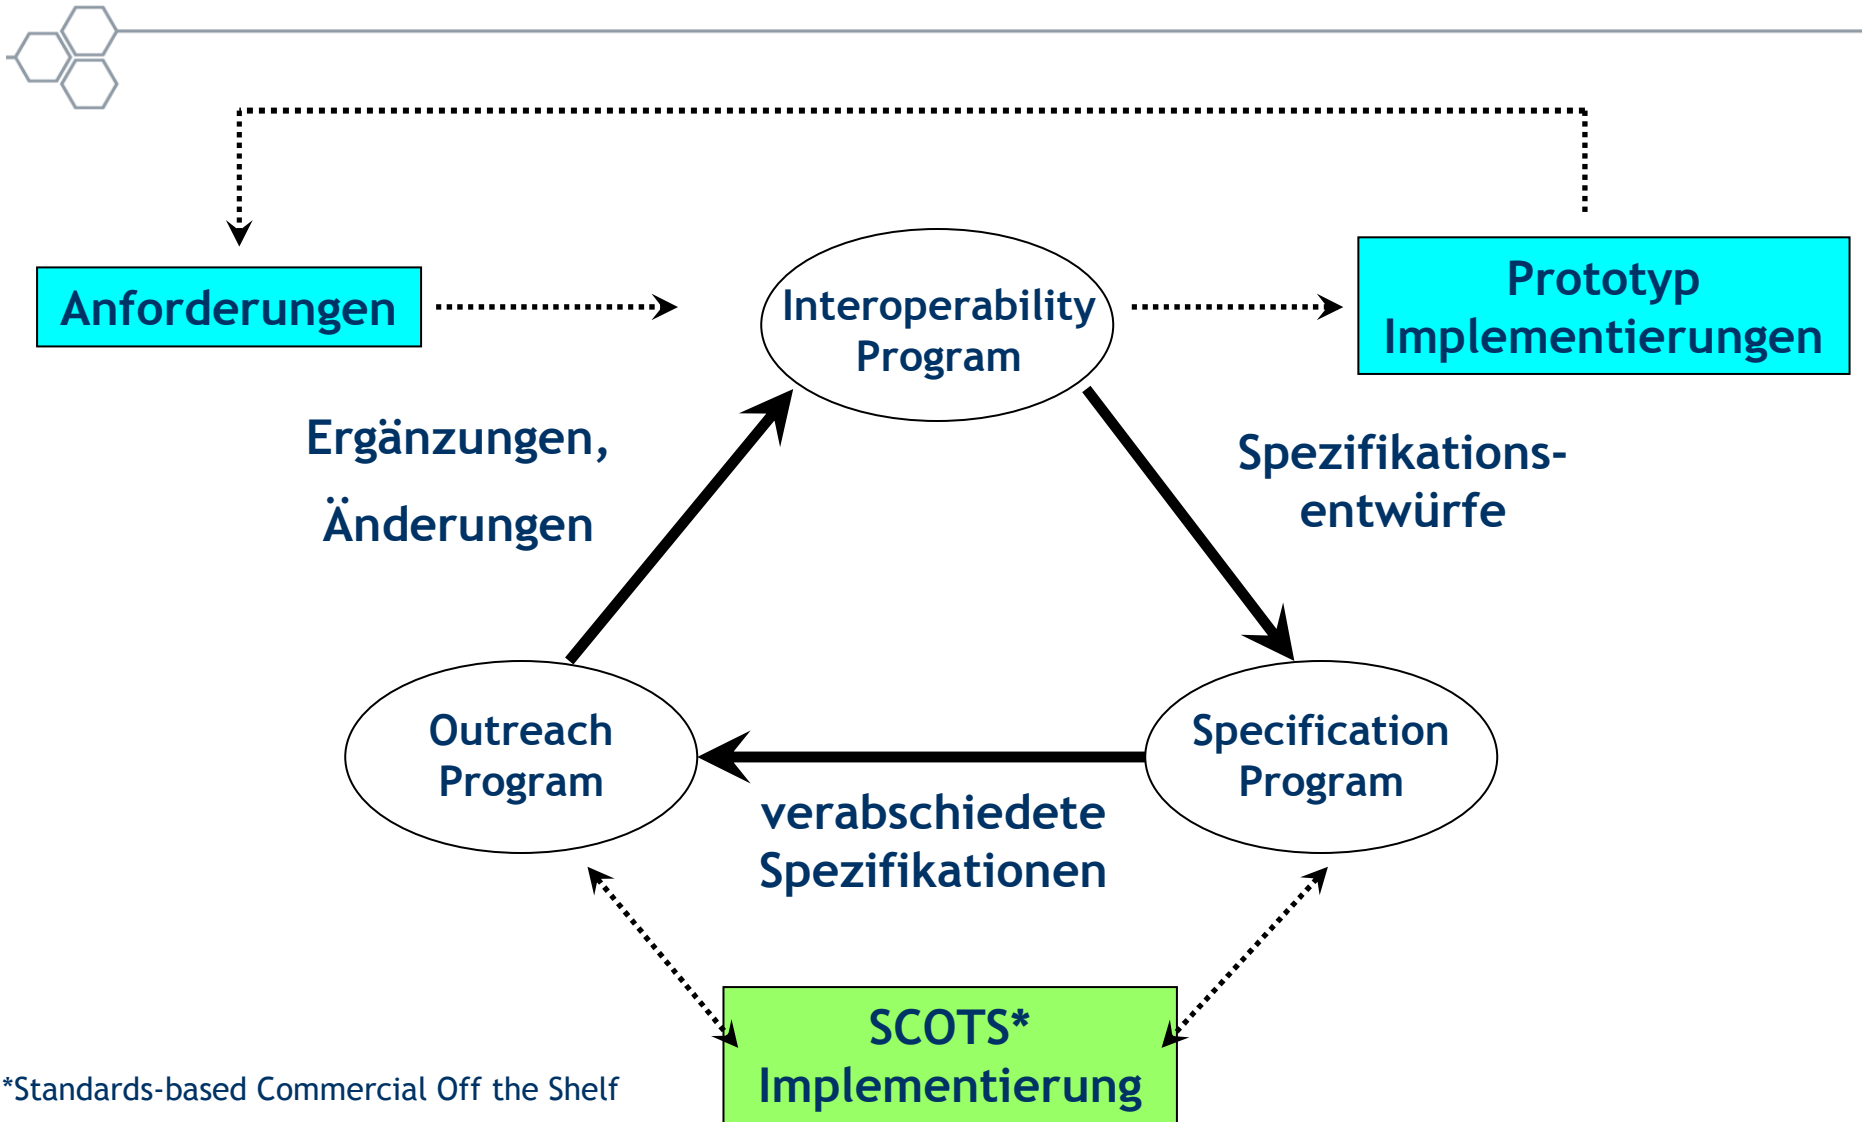 Anforderungen
Interoperability
Program
Prototyp
Implementierungen
Ergänzungen,
Änderungen
Spezifikations-
entwürfe
Outreach
Program
Specification
Program
verabschiedete
Spezifikationen
SCOTS*
Implementierung
*Standards-based Commercial Off the Shelf